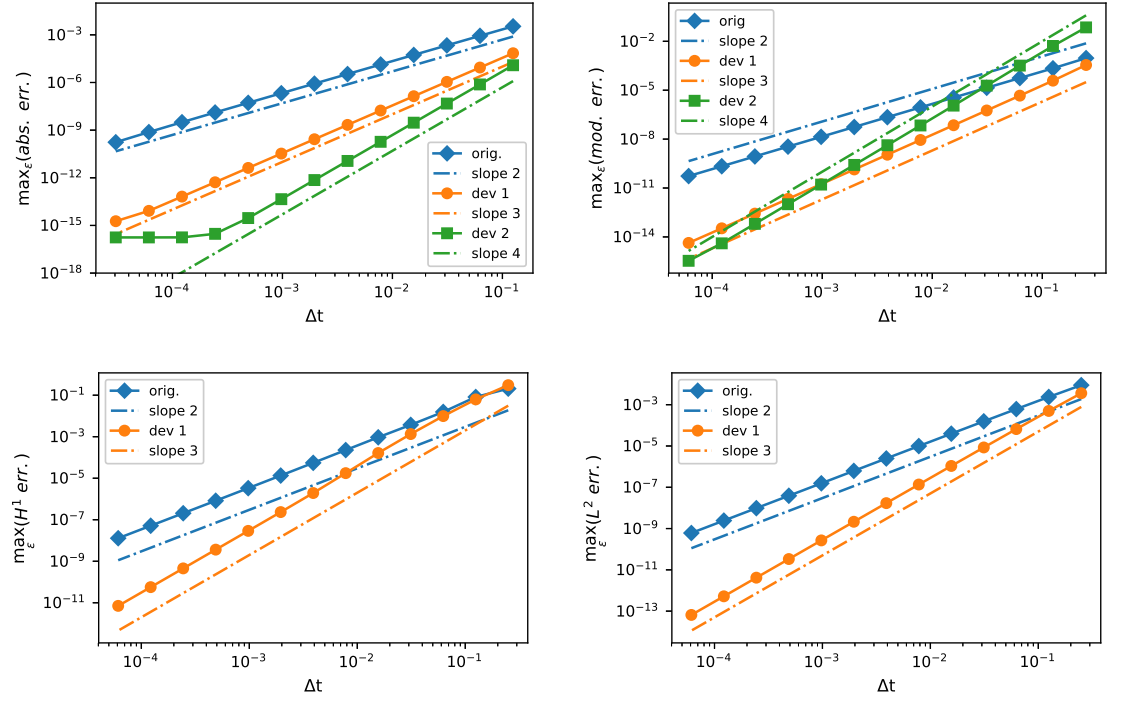 max_ε(abs. err.)
10⁻³
10⁻⁶
10⁻⁹
10⁻¹²
10⁻¹⁵
10⁻¹⁸
orig.
slope 2
dev 1
slope 3
dev 2
slope 4
10⁻⁴
10⁻³
10⁻²
10⁻¹
Δt
max_ε(mod. err.)
10⁻²
10⁻⁵
10⁻⁸
10⁻¹¹
10⁻¹⁴
orig
slope 2
dev 1
slope 3
dev 2
slope 4
10⁻⁴
10⁻³
10⁻²
10⁻¹
Δt
max_ε(H¹ err.)
10⁻¹
10⁻³
10⁻⁵
10⁻⁷
10⁻⁹
10⁻¹¹
orig.
slope 2
dev 1
slope 3
10⁻⁴
10⁻³
10⁻²
10⁻¹
Δt
max_ε(L² err.)
10⁻³
10⁻⁵
10⁻⁷
10⁻⁹
10⁻¹¹
10⁻¹³
orig.
slope 2
dev 1
slope 3
10⁻⁴
10⁻³
10⁻²
10⁻¹
Δt